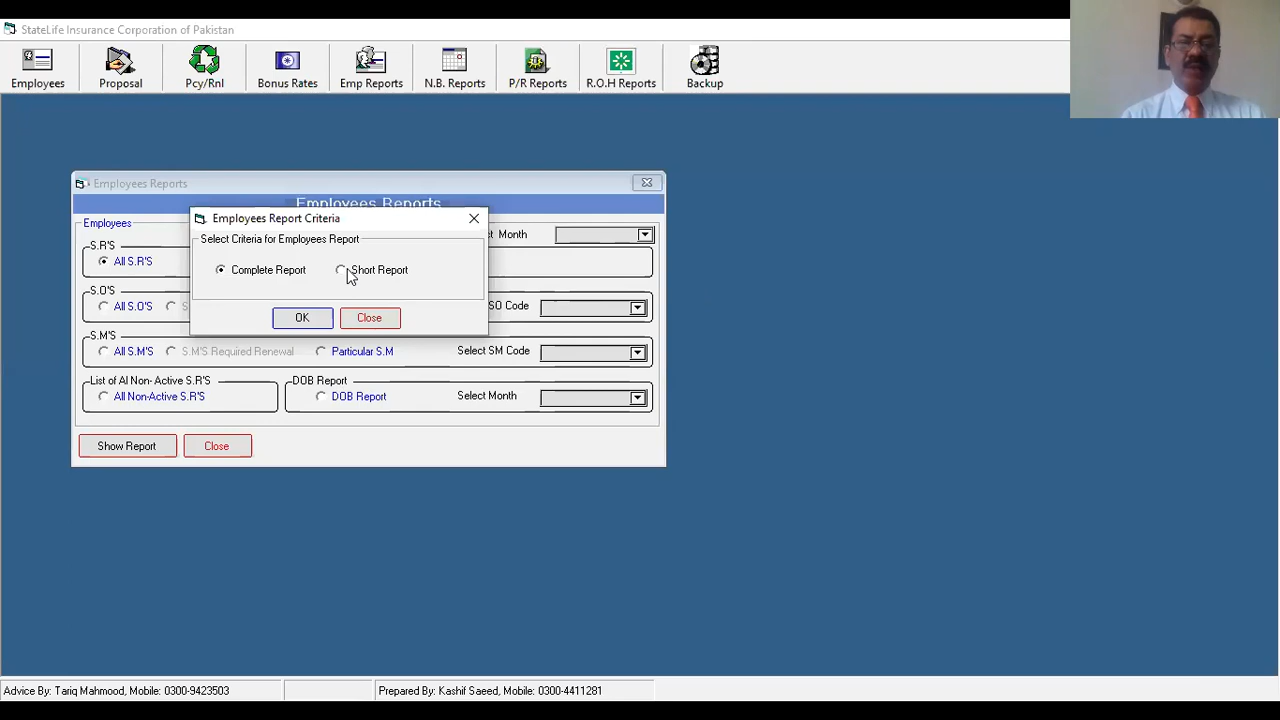 StateLife Insurance Corporation of Pakistan
Employees
Proposal
Pcy/Rnl
Bonus Rates
Emp Reports
N.B. Reports
P/R Reports
R.O.H Reports
Backup
Employees Reports
Employees Reports
Employees Report Criteria
Select Criteria for Employees Report
Complete Report
Short Report
OK
Close
Employees
Month
S.R'S
All S.R'S
S.O'S
All S.O'S
SO Code
S.M'S
All S.M'S
S.M'S Required Renewal
Particular S.M
Select SM Code
List of Al Non- Active S.R'S
All Non-Active S.R'S
DOB Report
DOB Report
Select Month
Show Report
Close
Advice By: Tariq Mahmood, Mobile: 0300-9423503
Prepared By: Kashif Saeed, Mobile: 0300-4411281